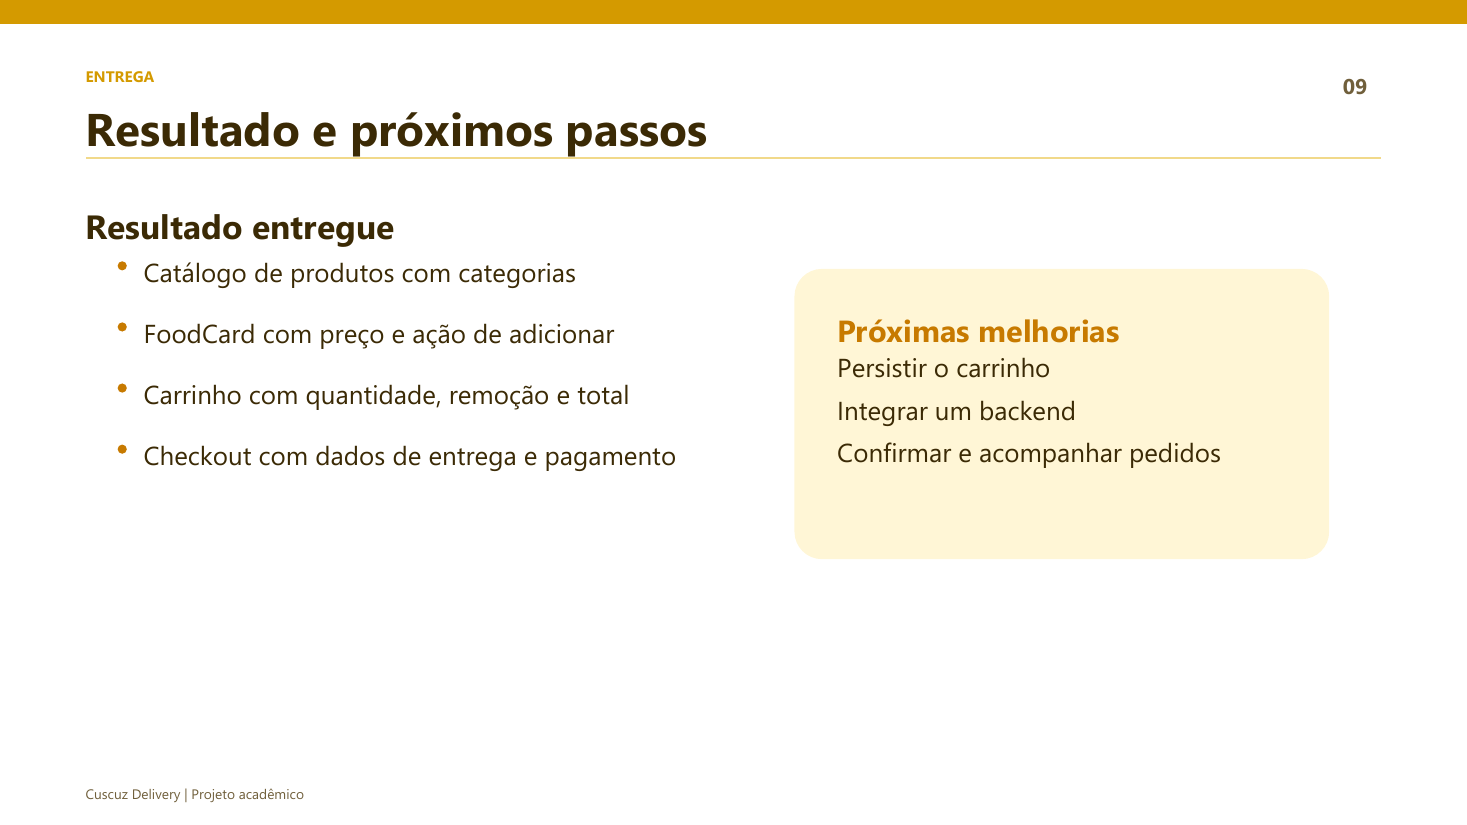 ENTREGA
09
Resultado e próximos passos
Resultado entregue
• Catálogo de produtos com categorias
• FoodCard com preço e ação de adicionar
• Carrinho com quantidade, remoção e total
• Checkout com dados de entrega e pagamento
Próximas melhorias
Persistir o carrinho
Integrar um backend
Confirmar e acompanhar pedidos
Cuscuz Delivery | Projeto acadêmico